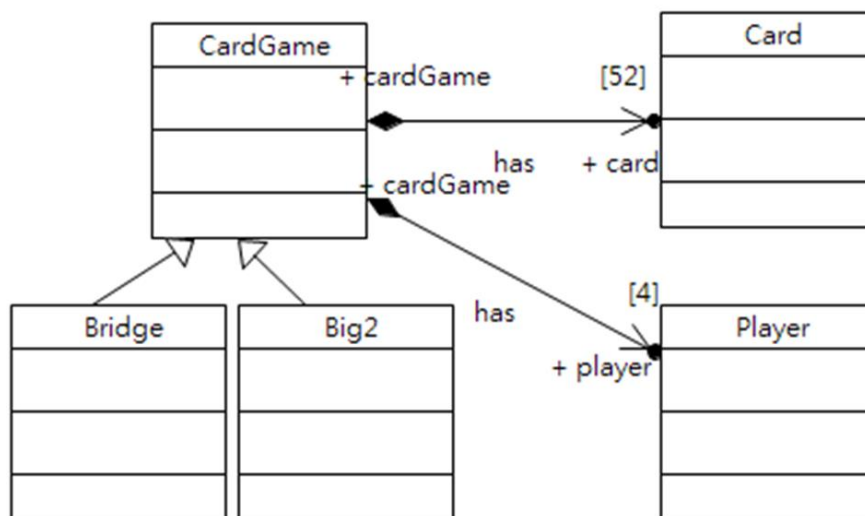 CardGame
Card
+ cardGame
[52]
has
+ card
+ cardGame
[4]
has
+ player
Bridge
Big2
Player